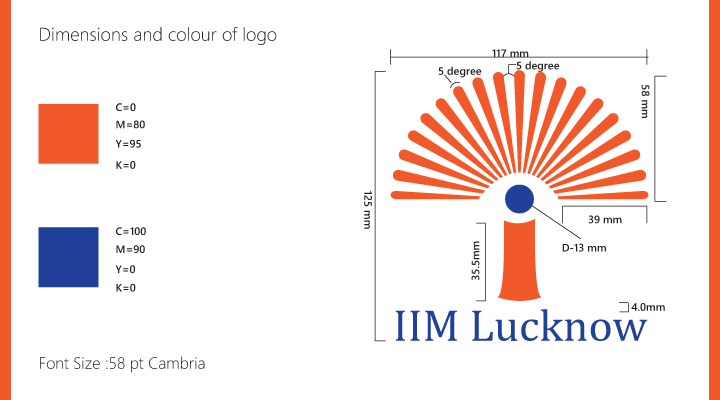 Dimensions and colour of logo
C=0
M=80
Y=95
K=0
C=100
M=90
Y=0
K=0
Font Size :58 pt Cambria
117 mm
5 degree
5 degree
58 mm
125 mm
39 mm
D-13 mm
35.5mm
4.0mm
IIM Lucknow